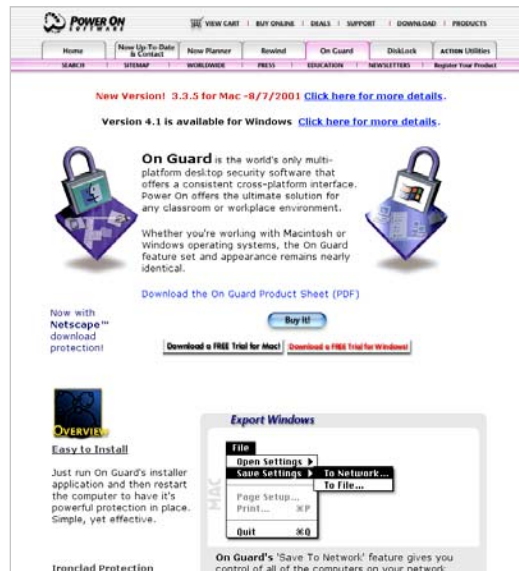 POWER ON
SOFTWARE
VIEW CART | BUY ONLINE | DEALS | SUPPORT | DOWNLOAD | PRODUCTS
Home
Now Up-To-Date
& Contact
Now Planner
Rewind
On Guard
DiskLock
ACTION Utilities
SEARCH | SITEMAP | WORLDWIDE | PRESS | EDUCATION | NEWSLETTERS | Register Your Product
New Version! 3.3.5 for Mac -8/7/2001 Click here for more details.
Version 4.1 is available for Windows Click here for more details.
On Guard is the world's only multi-
platform desktop security software that
offers a consistent cross-platform interface.
Power On offers the ultimate solution for
any classroom or workplace environment.
Whether you're working with Macintosh or
Windows operating systems, the On Guard
feature set and appearance remains nearly
identical.
Download the On Guard Product Sheet (PDF)
Now with
Netscape™
download
protection!
Buy It!
Download a FREE Trial for Mac!
Download a FREE Trial for Windows!
OVERVIEW
Easy to Install
Just run On Guard's installer
application and then restart
the computer to have it's
powerful protection in place.
Simple, yet effective.
Ironclad Protection
Export Windows
MAC
File
Open Settings
Save Settings
To Network...
To File...
Page Setup...
Print... ⌘P
Quit ⌘Q
On Guard's 'Save To Network' feature gives you
control of all of the computers on your network